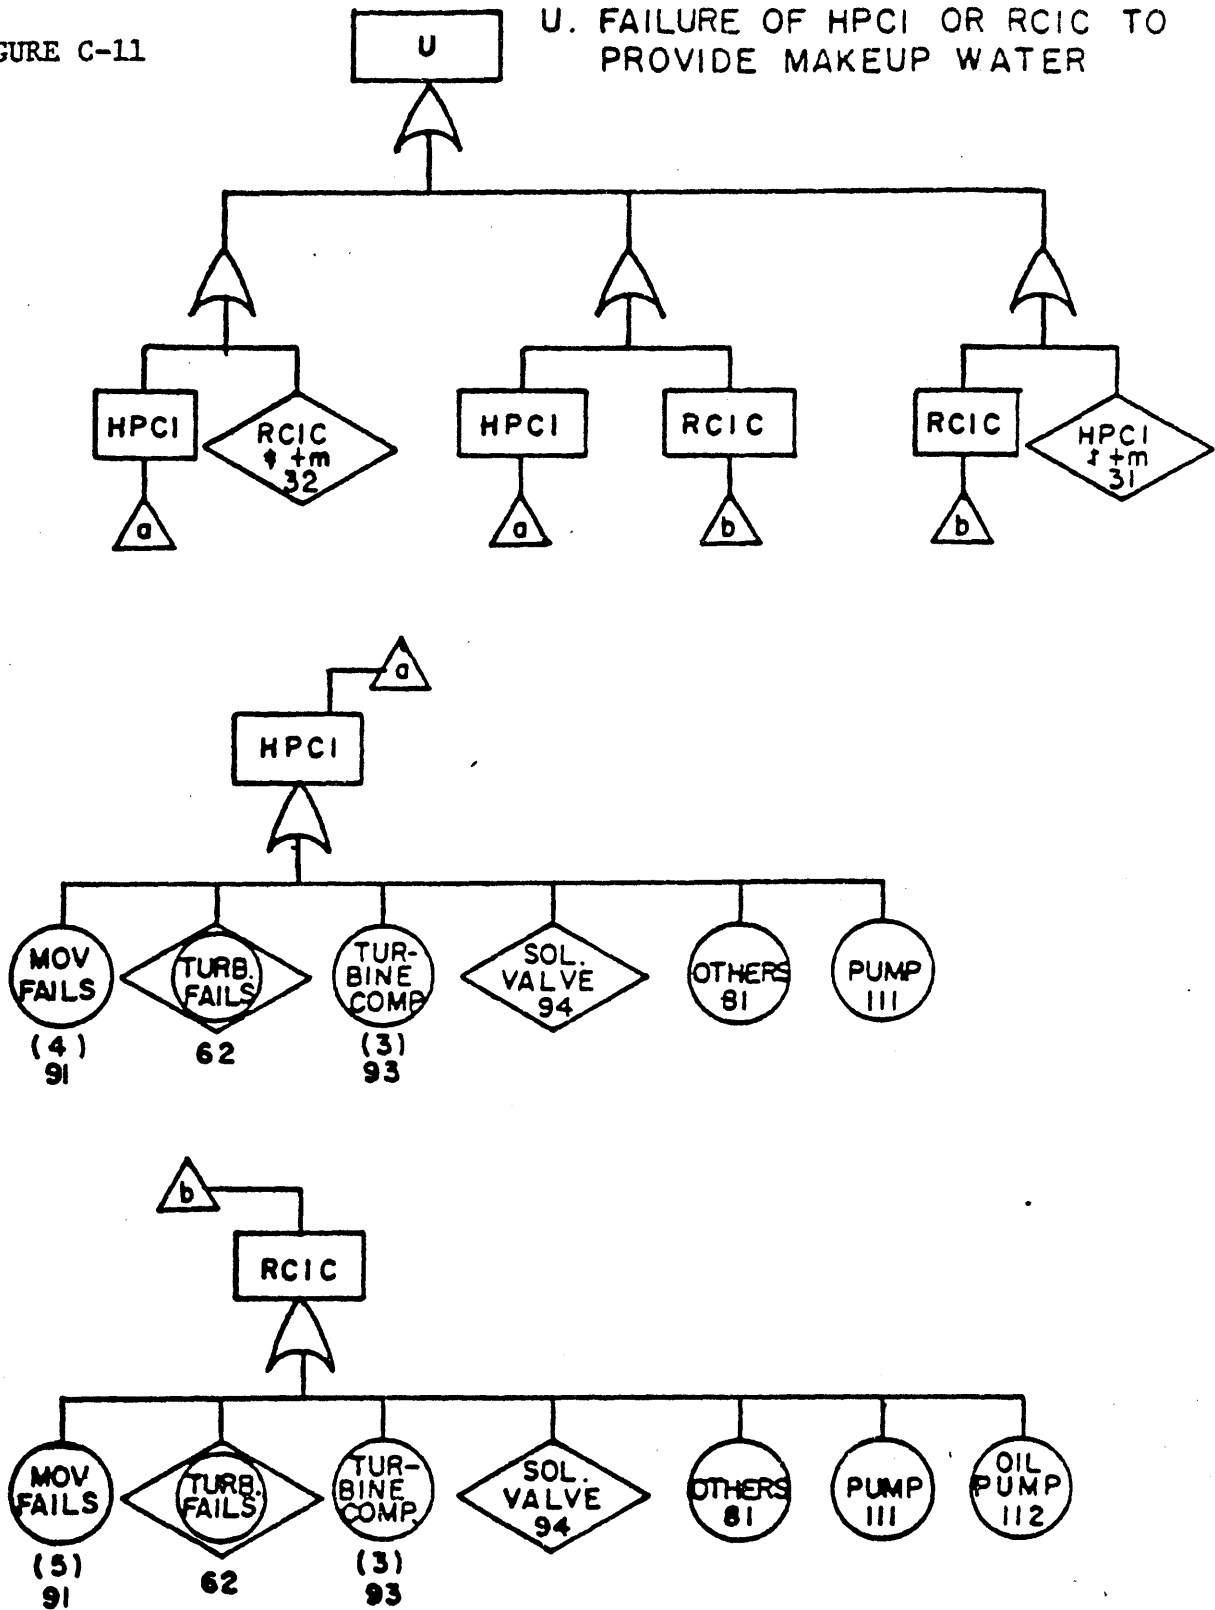 GURE C-11
U
U. FAILURE OF HPCI OR RCIC TO
PROVIDE MAKEUP WATER
HPCI
RCIC
+m
32
HPCI
RCIC
RCIC
HPCI
+m
31
a
a
b
b
a
HPCI
MOV
FAILS
(4)
91
TURB.
FAILS
62
TUR-
BINE
COMP
(3)
93
SOL.
VALVE
94
OTHERS
81
PUMP
111
b
RCIC
MOV
FAILS
(5)
91
TURB.
FAILS
62
TUR-
BINE
COMP.
(3)
93
SOL.
VALVE
94
OTHERS
81
PUMP
111
OIL
PUMP
112